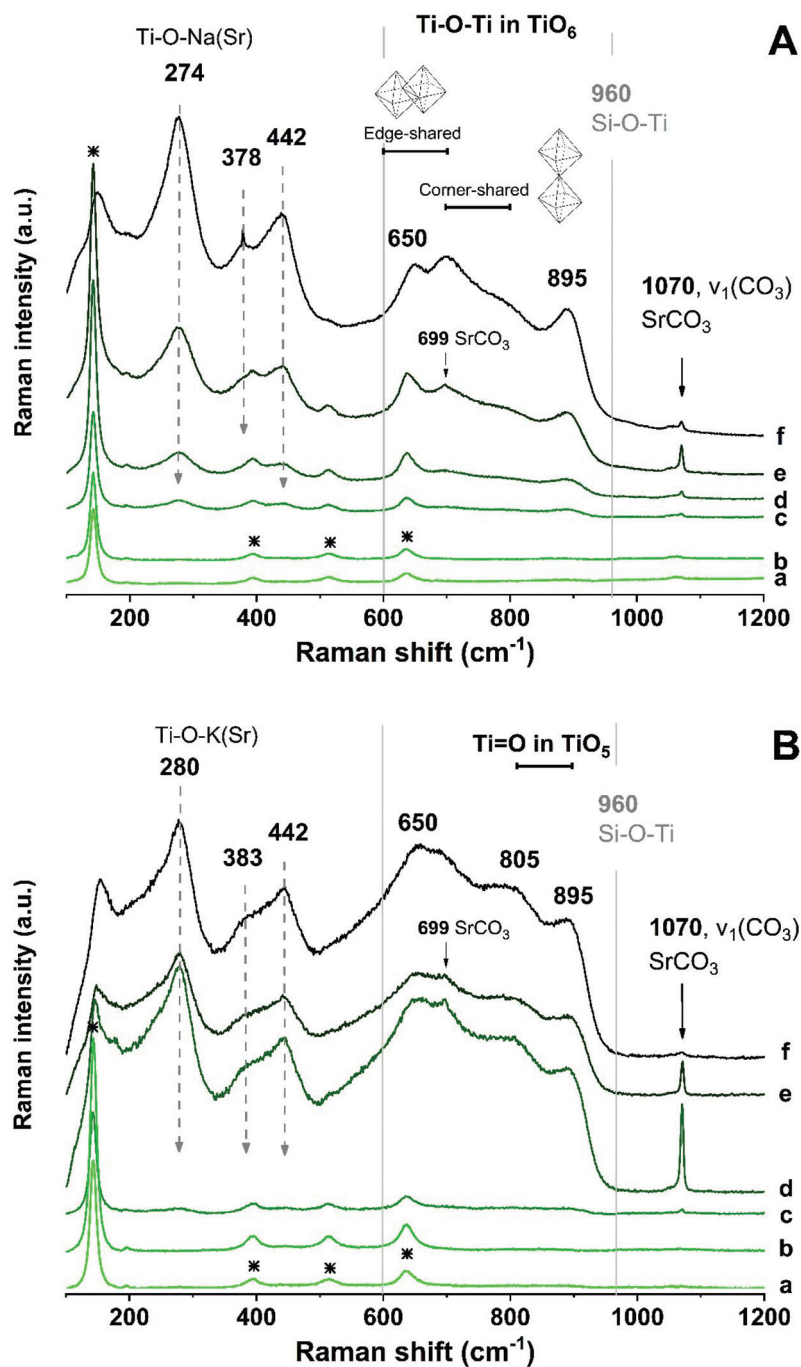 Ti-O-Na(Sr)
Ti-O-Ti in TiO6
A
274
960
Si-O-Ti
*
378
442
Edge-shared
Corner-shared
650
895
1070, ν1(CO3)
SrCO3
699 SrCO3
f
e
d
c
b
a
* * *
Raman intensity (a.u.)
200 400 600 800 1000 1200
Raman shift (cm-1)
Ti-O-K(Sr)
Ti=O in TiO5
B
280
960
Si-O-Ti
383
442
650
805
895
1070, ν1(CO3)
SrCO3
699 SrCO3
*
f
e
d
c
b
a
* * *
Raman intensity (a.u.)
200 400 600 800 1000 1200
Raman shift (cm-1)